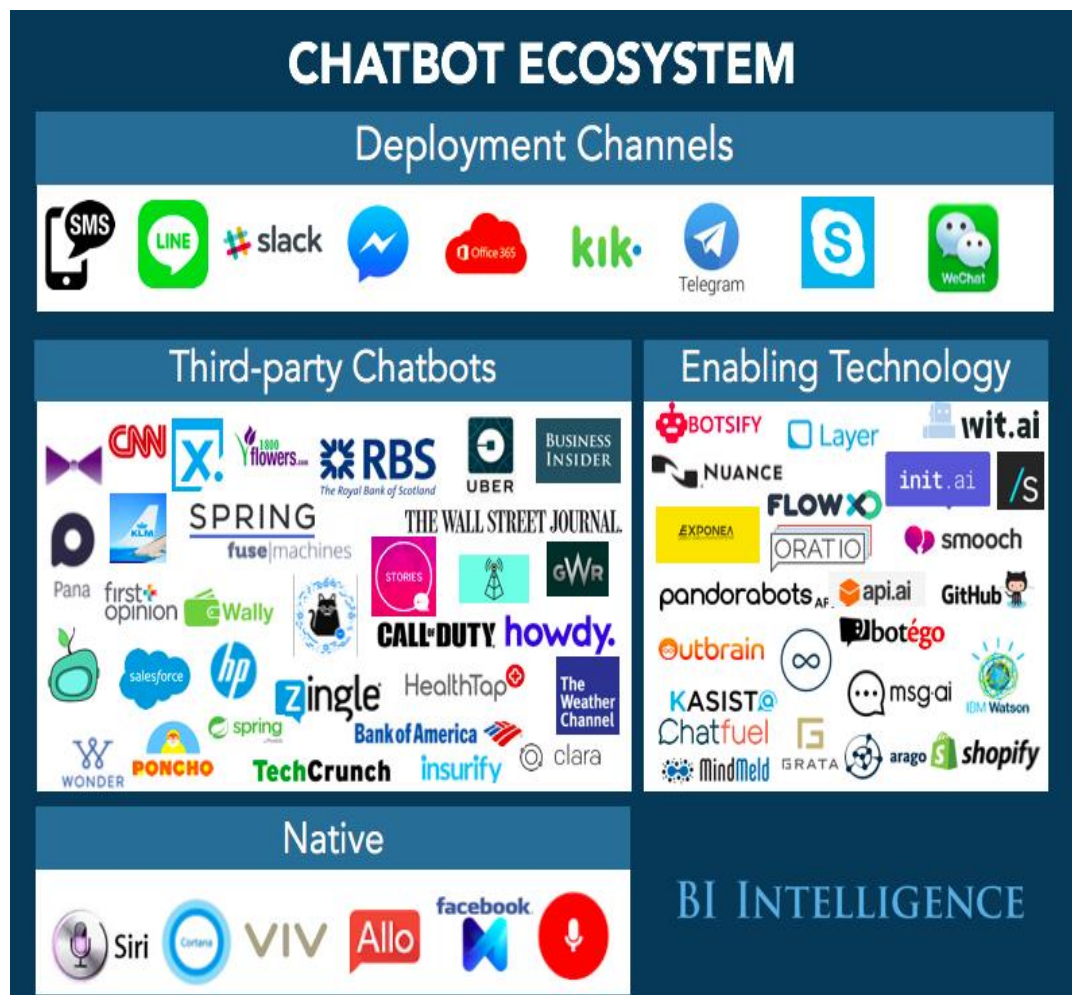 CHATBOT ECOSYSTEM
Deployment Channels
SMS
LINE
slack
Office 365
kik
Telegram
S
WeChat
Third-party Chatbots
CNN
X.
1800
flowers.com
RBS
The Royal Bank of Scotland
UBER
BUSINESS
INSIDER
KLM
SPRING
fuse|machines
THE WALL STREET JOURNAL.
Pana
first
opinion
Wally
STORIES
GWR
CALL OF DUTY
howdy.
salesforce
hp
zingle
HealthTap
The
Weather
Channel
WONDER
PONCHO
spring
Bank of America
TechCrunch
insurify
clara
Enabling Technology
BOTSIFY
Layer
wit.ai
NUANCE
init.ai
/s
FLOW XO
EXPONEA
ORATIO
smooch
pandorabots
api.ai
GitHub
Outbrain
botégo
KASIST
msg.ai
IBM Watson
Chatfuel
GRATA
arago
shopify
MindMeld
Native
Siri
Cortana
VIV
Allo
facebook
BI INTELLIGENCE